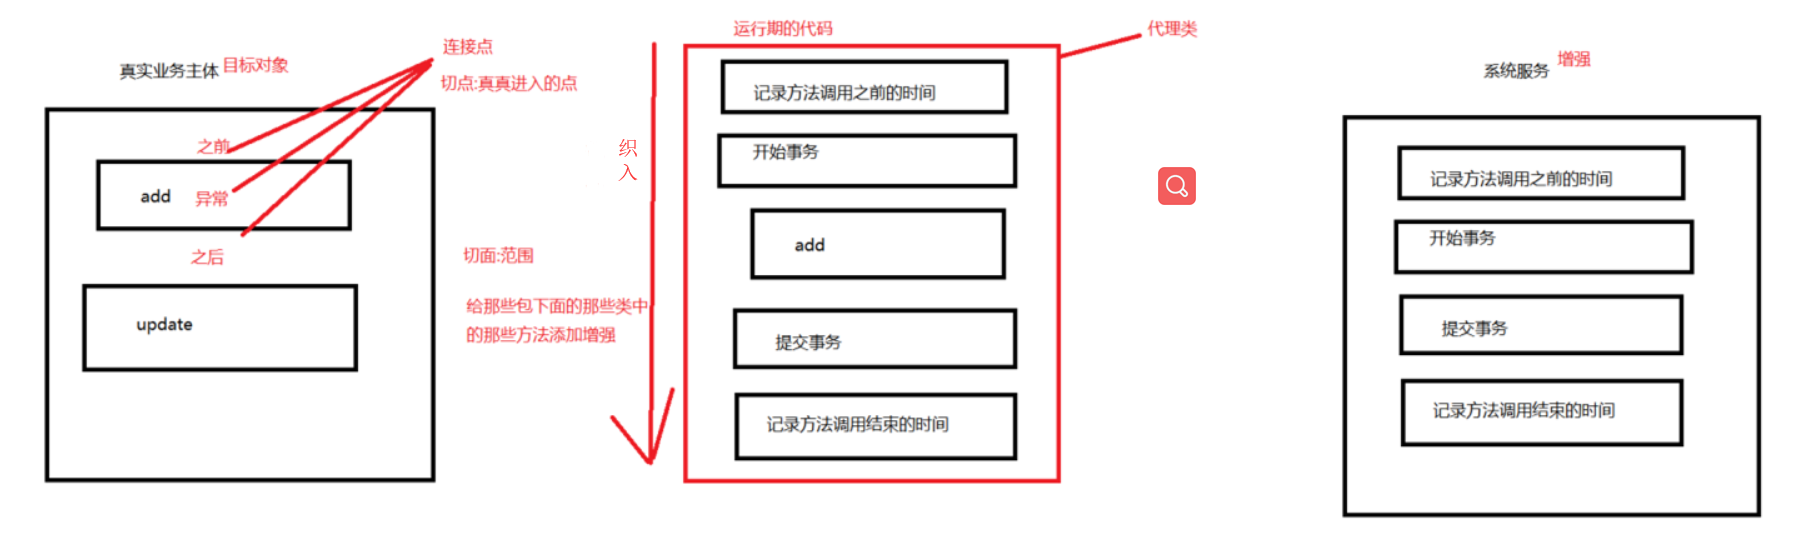 真实业务主体 目标对象
连接点
切点:真真进入的点
之前
add 异常
之后
update
织
入
切面:范围
给那些包下面的那些类中
的那些方法添加增强
运行期的代码
代理类
记录方法调用之前的时间
开始事务
add
提交事务
记录方法调用结束的时间
系统服务 增强
记录方法调用之前的时间
开始事务
提交事务
记录方法调用结束的时间